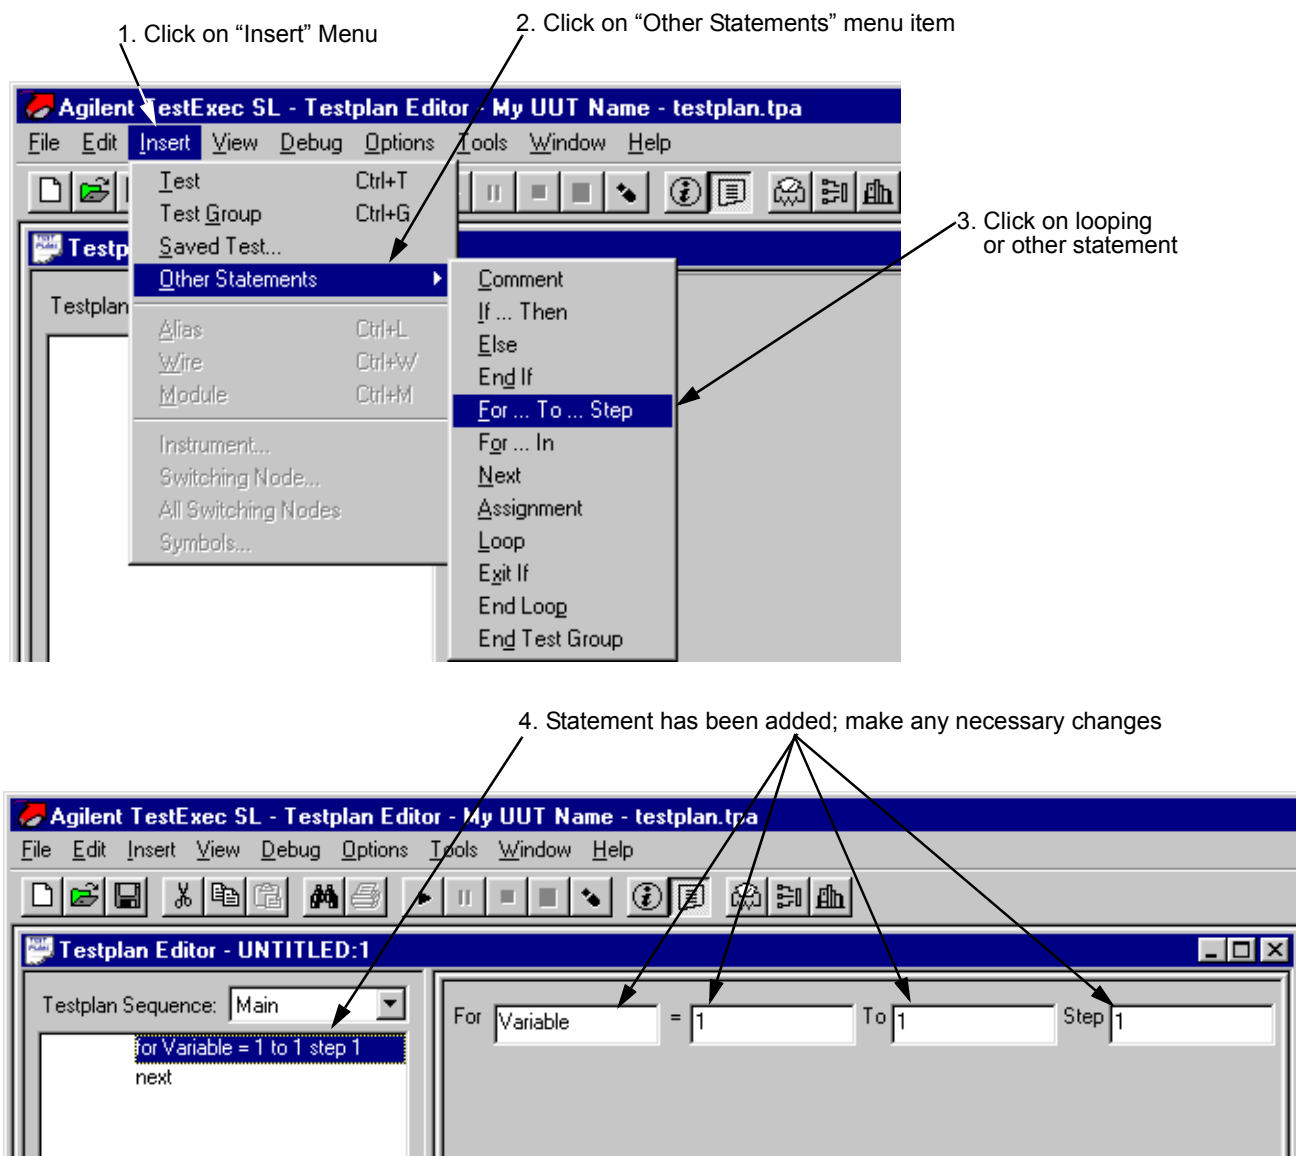 1. Click on “Insert” Menu
2. Click on “Other Statements” menu item
Agilent TestExec SL - Testplan Editor - My UUT Name - testplan.tpa
File Edit Insert View Debug Options Tools Window Help
Test Ctrl+T
Test Group Ctrl+G
Saved Test...
Other Statements
Alias Ctrl+L
Wire Ctrl+W
Module Ctrl+M
Instrument...
Switching Node...
All Switching Nodes
Symbols...
Testp
Testplan
Comment
If ... Then
Else
End If
For ... To ... Step
For ... In
Next
Assignment
Loop
Exit If
End Loop
End Test Group
3. Click on looping
or other statement
4. Statement has been added; make any necessary changes
Agilent TestExec SL - Testplan Editor - My UUT Name - testplan.tpa
File Edit Insert View Debug Options Tools Window Help
Testplan Editor - UNTITLED:1
Testplan Sequence: Main
for Variable = 1 to 1 step 1
next
For Variable = 1 To 1 Step 1